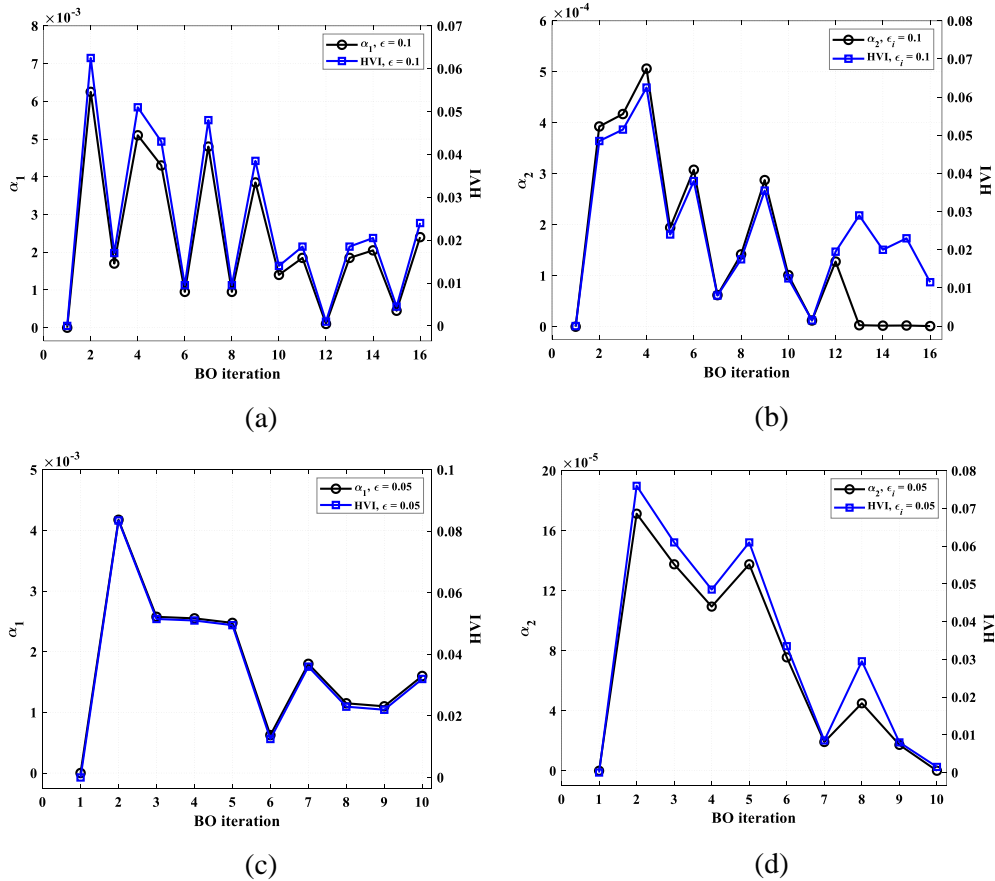 ×10⁻³
8
7
6
5
4
3
2
1
0
α₁
0.07
0.06
0.05
0.04
0.03
0.02
0.01
0
HVI
α₁, ϵ = 0.1
HVI, ϵ = 0.1
0 2 4 6 8 10 12 14 16
BO iteration
(a)
×10⁻⁴
6
5
4
3
2
1
0
α₂
0.08
0.07
0.06
0.05
0.04
0.03
0.02
0.01
0
HVI
α₂, ϵᵢ = 0.1
HVI, ϵᵢ = 0.1
0 2 4 6 8 10 12 14 16
BO iteration
(b)
×10⁻³
5
4
3
2
1
0
α₁
0.1
0.08
0.06
0.04
0.02
0
HVI
α₁, ϵ = 0.05
HVI, ϵ = 0.05
0 1 2 3 4 5 6 7 8 9 10
BO iteration
(c)
×10⁻⁵
20
16
12
8
4
0
α₂
0.08
0.07
0.06
0.05
0.04
0.03
0.02
0.01
0
HVI
α₂, ϵᵢ = 0.05
HVI, ϵᵢ = 0.05
0 1 2 3 4 5 6 7 8 9 10
BO iteration
(d)